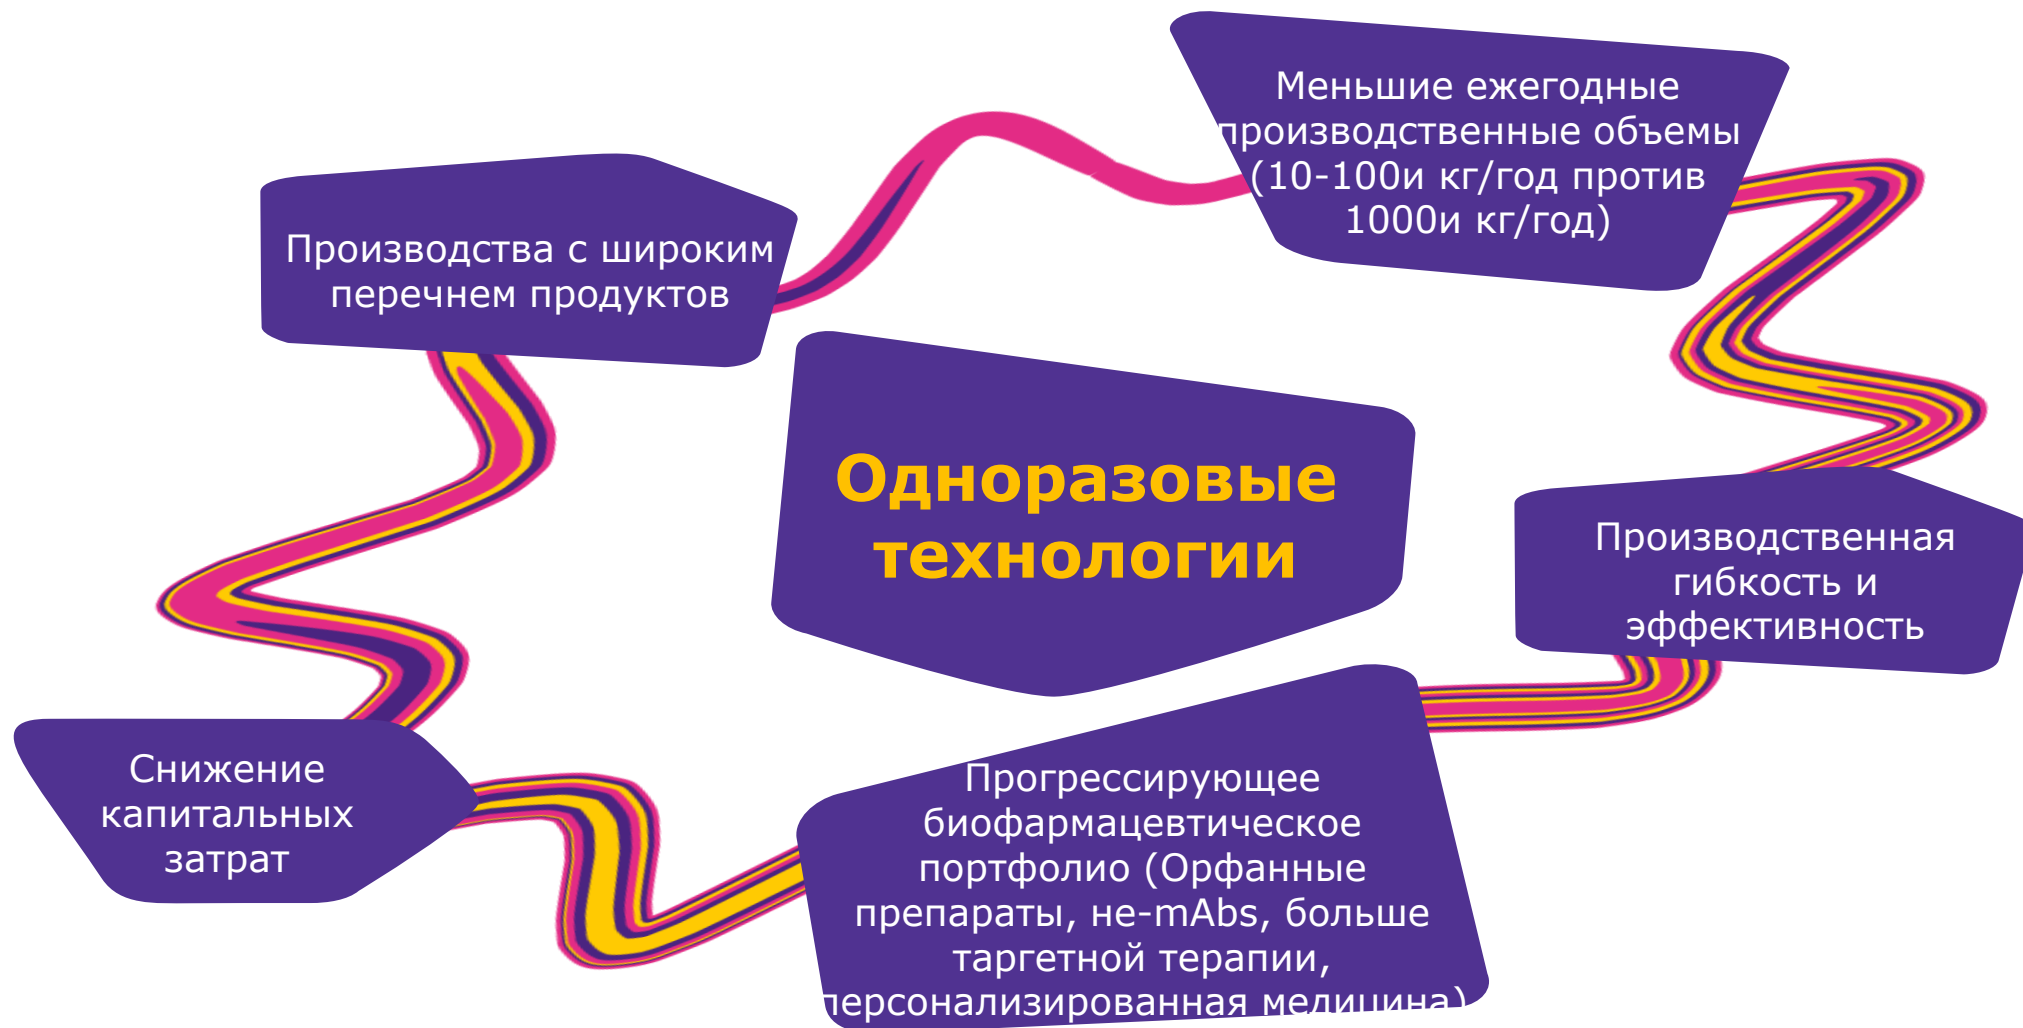 Меньшие ежегодные
производственные объемы
(10-100и кг/год против
1000и кг/год)
Производства с широким
перечнем продуктов
Одноразовые
технологии
Производственная
гибкость и
эффективность
Снижение
капитальных
затрат
Прогрессирующее
биофармацевтическое
портфолио (Орфанные
препараты, не-mAbs, больше
таргетной терапии,
персонализированная медицина)